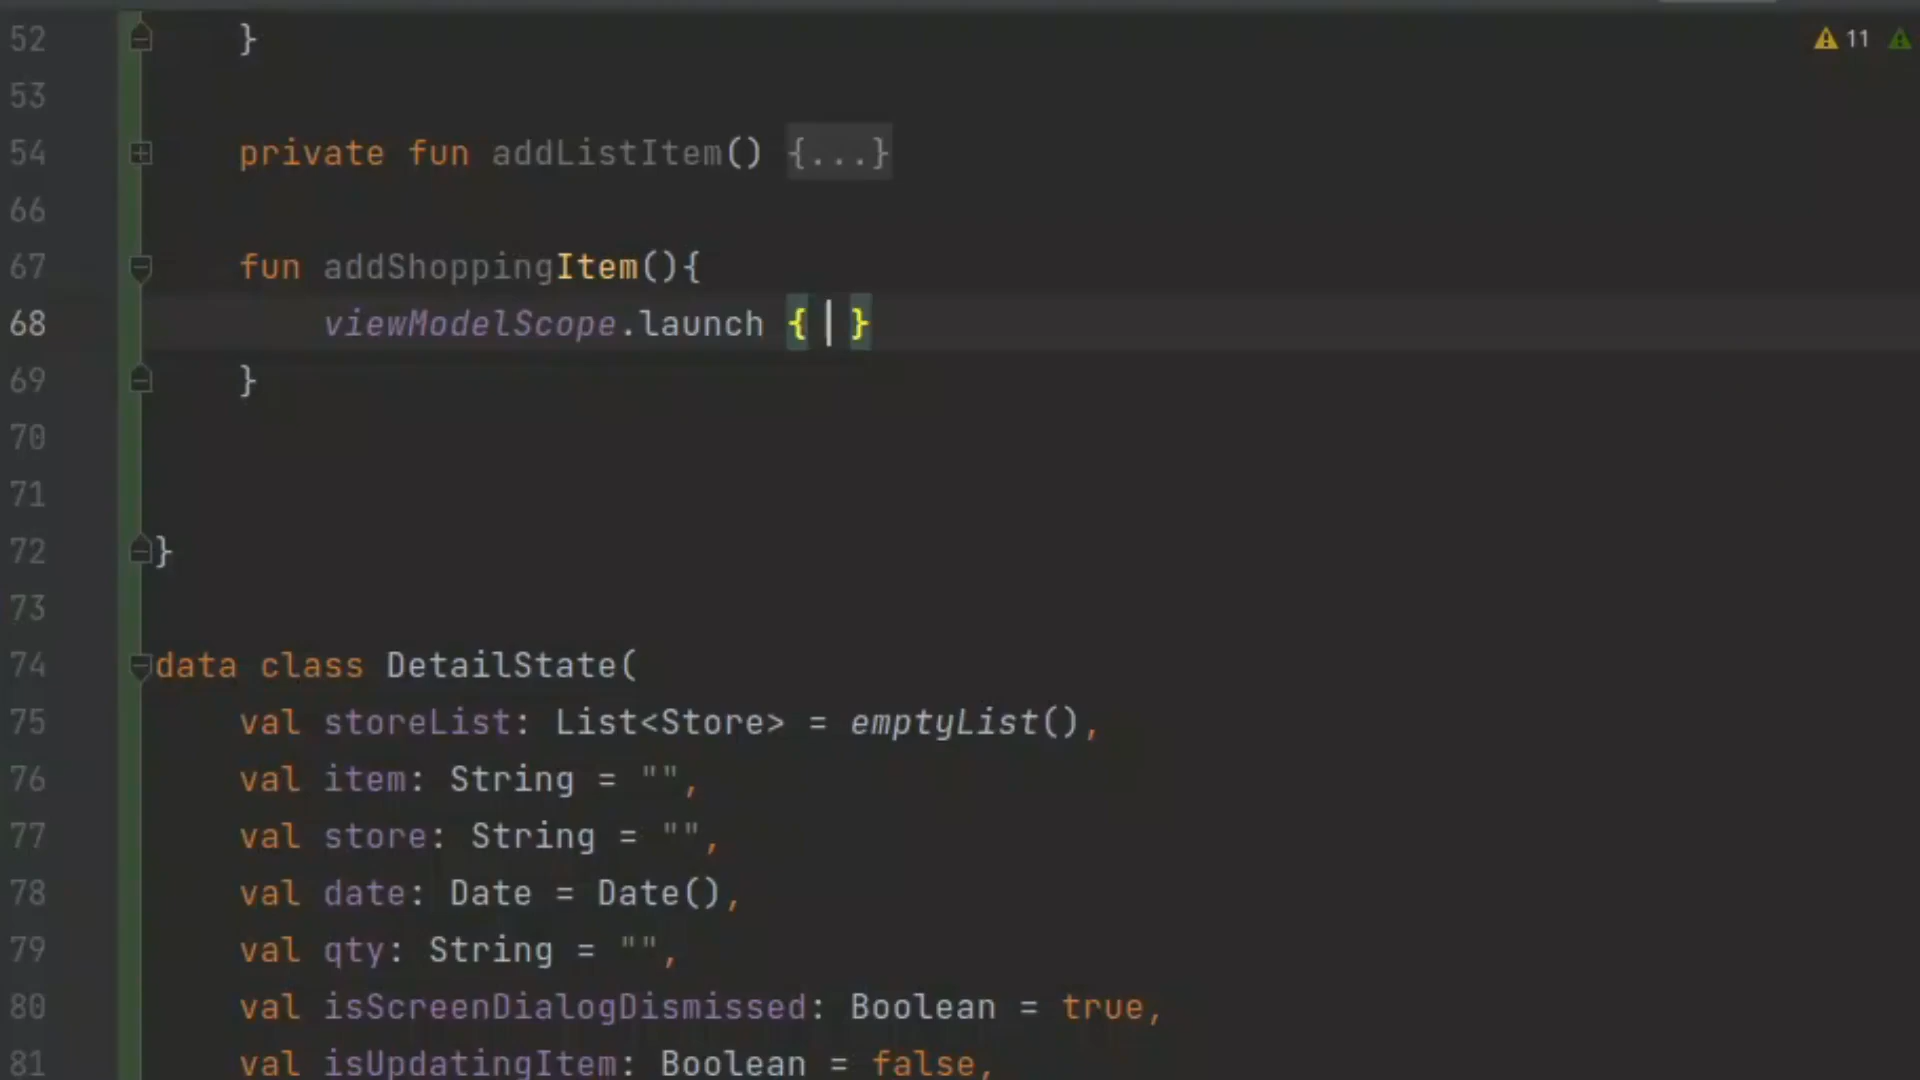 52 }
11
53
54 private fun addListItem() {...}
66
67 fun addShoppingItem(){
68 viewModelScope.launch { }
69 }
70
71
72 }
73
74 data class DetailState(
75 val storeList: List<Store> = emptyList(),
76 val item: String = "",
77 val store: String = "",
78 val date: Date = Date(),
79 val qty: String = "",
80 val isScreenDialogDismissed: Boolean = true,
81 val isUpdatingItem: Boolean = false,